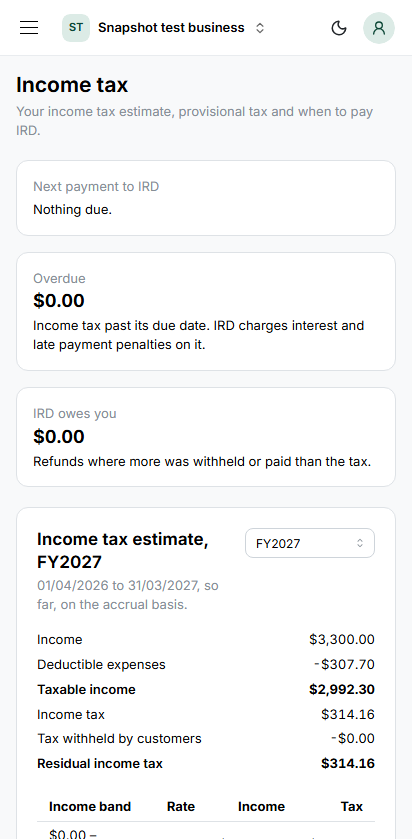 ST Snapshot test business
Income tax
Your income tax estimate, provisional tax and when to pay
IRD.
Next payment to IRD
Nothing due.
Overdue
$0.00
Income tax past its due date. IRD charges interest and
late payment penalties on it.
IRD owes you
$0.00
Refunds where more was withheld or paid than the tax.
Income tax estimate,
FY2027
FY2027
01/04/2026 to 31/03/2027, so
far, on the accrual basis.
Income $3,300.00
Deductible expenses -$307.70
Taxable income $2,992.30
Income tax $314.16
Tax withheld by customers -$0.00
Residual income tax $314.16
Income band Rate Income Tax
$0.00 –